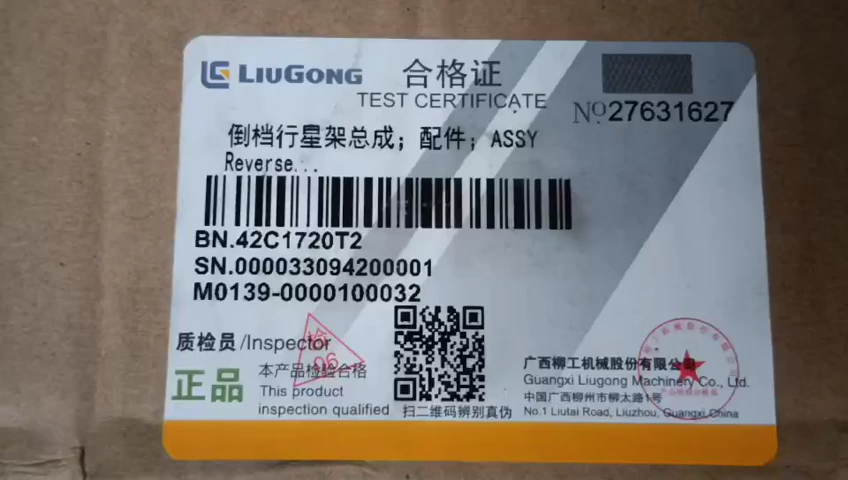 LIUGONG
合格证
TEST CERTIFICATE
№27631627
倒档行星架总成；配件；ASSY
Reverse...
BN.42C1720T2
SN.000033094200001
M0139-0000100032
质检员/Inspector
检
06
正品
本产品检验合格
This product
inspection qualified
扫二维码辨别真伪
广西柳工机械股份有限公司
Guangxi Liugong Machinery Co., Ltd.
中国广西柳州市柳太路1号
No.1 Liutai Road, Liuzhou, Guangxi, China